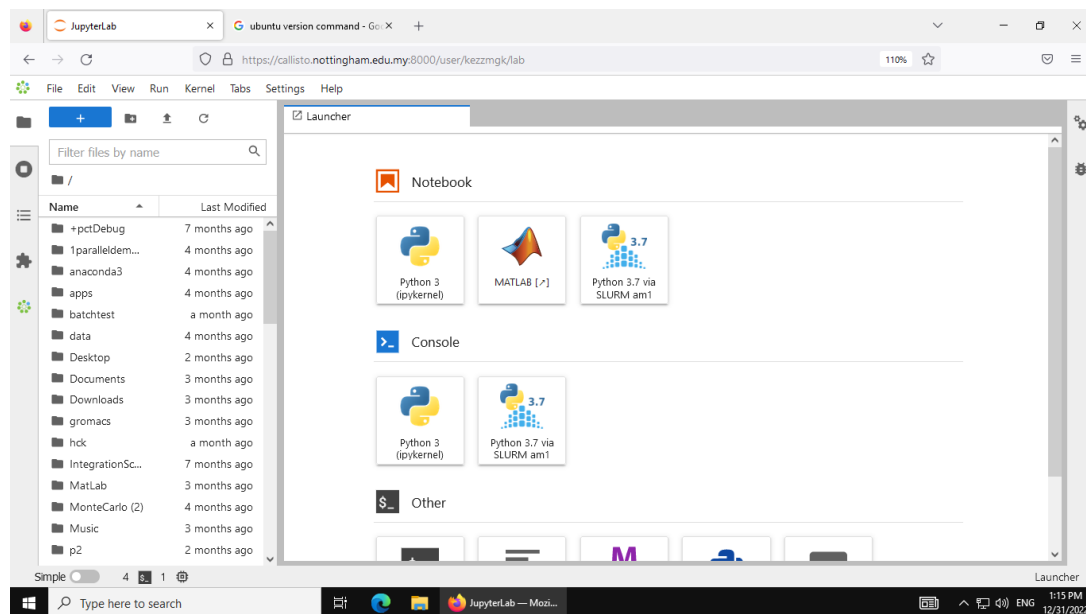 JupyterLab
ubuntu version command - Go
https://callisto.nottingham.edu.my:8000/user/kezzmgk/lab
110%
File Edit View Run Kernel Tabs Settings Help
+
Launcher
Filter files by name
/
Name Last Modified
+pctDebug 7 months ago
1paralleldem... 4 months ago
anaconda3 4 months ago
apps 4 months ago
batchtest a month ago
data 4 months ago
Desktop 2 months ago
Documents 3 months ago
Downloads 3 months ago
gromacs 3 months ago
hck a month ago
IntegrationSc... 7 months ago
MatLab 3 months ago
MonteCarlo (2) 4 months ago
Music 3 months ago
p2 2 months ago
Notebook
Python 3
(ipykernel)
MATLAB [↗]
3.7
Python 3.7 via
SLURM am1
Console
Python 3
(ipykernel)
3.7
Python 3.7 via
SLURM am1
$_ Other
M
Simple 4 $_ 1 Launcher
Type here to search
JupyterLab — Mozi...
ENG
1:15 PM
12/31/202